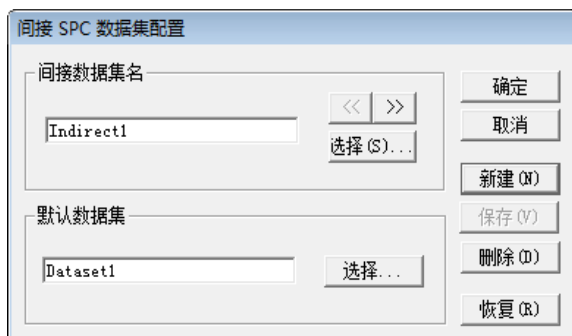 间接 SPC 数据集配置
间接数据集名
<< >>
Indirect1
选择(S)...
默认数据集
Dataset1
选择...
确定
取消
新建(N)
保存(V)
删除(D)
恢复(R)